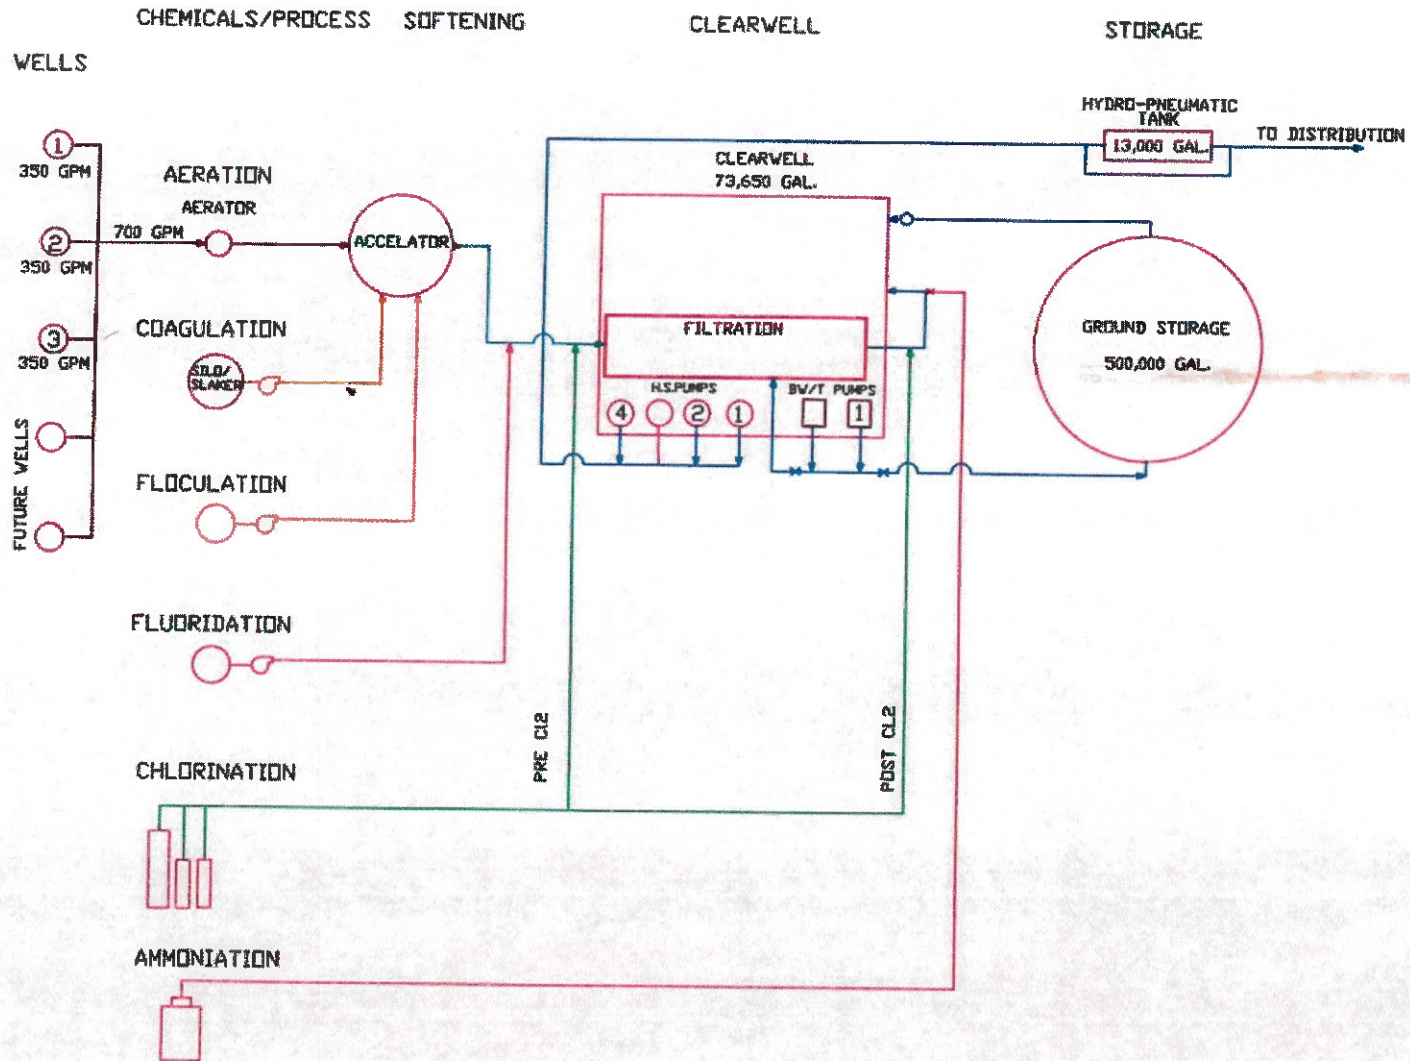 CHEMICALS/PROCESS
SOFTENING
CLEARWELL
STORAGE
WELLS
HYDRO-PNEUMATIC
TANK
13,000 GAL.
TO DISTRIBUTION
1
350 GPM
AERATION
AERATOR
CLEARWELL
73,650 GAL.
2
350 GPM
700 GPM
ACCELATOR
3
350 GPM
COAGULATION
SILO/
SLAKER
FILTRATION
GROUND STORAGE
500,000 GAL.
H.S.PUMPS
BW/T PUMPS
4
2
1
1
FUTURE WELLS
FLOCULATION
FLUORIDATION
PRE Cl2
POST CL2
CHLORINATION
AMMONIATION